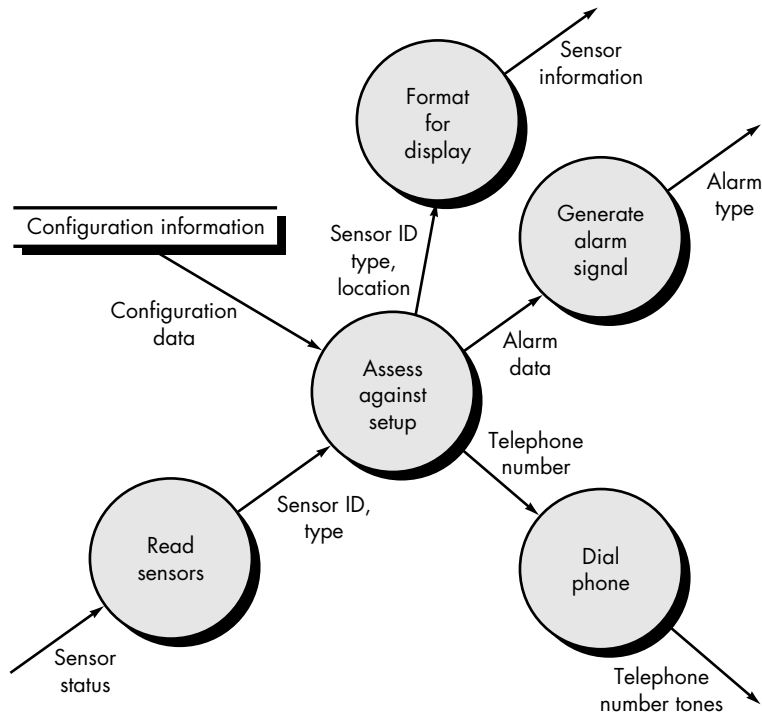 Sensor
information
Format
for
display
Alarm
type
Generate
alarm
signal
Configuration information
Sensor ID
type,
location
Configuration
data
Alarm
data
Assess
against
setup
Telephone
number
Sensor ID,
type
Read
sensors
Dial
phone
Sensor
status
Telephone
number tones